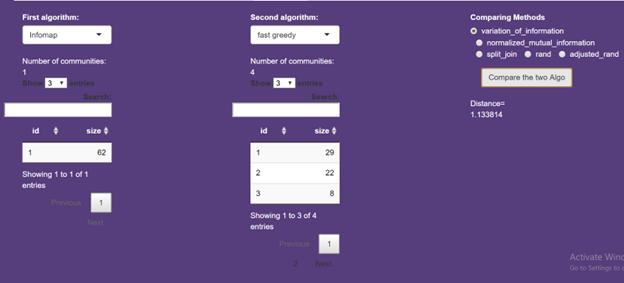 First algorithm:
Infomap
Number of communities:
1
Show 3 entries
Search:
id size
1 62
Showing 1 to 1 of 1
entries
Previous 1
Next
Second algorithm:
fast greedy
Number of communities:
4
Show 3 entries
Search:
id size
1 29
2 22
3 8
Showing 1 to 3 of 4
entries
Previous 1
2 Next
Comparing Methods
variation_of_information
normalized_mutual_information
split_join rand adjusted_rand
Compare the two Algo
Distance=
1.133814
Activate Wind
Go to Settings to